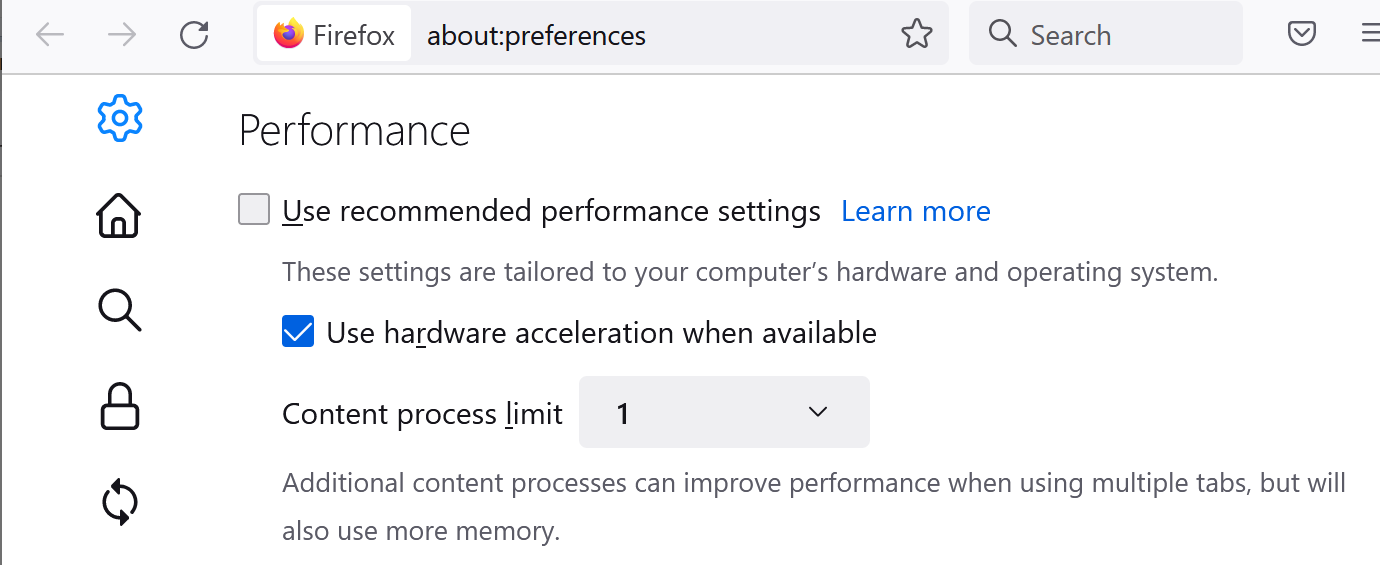 Firefox about:preferences Search
Performance
Use recommended performance settings Learn more
These settings are tailored to your computer’s hardware and operating system.
Use hardware acceleration when available
Content process limit 1
Additional content processes can improve performance when using multiple tabs, but will
also use more memory.